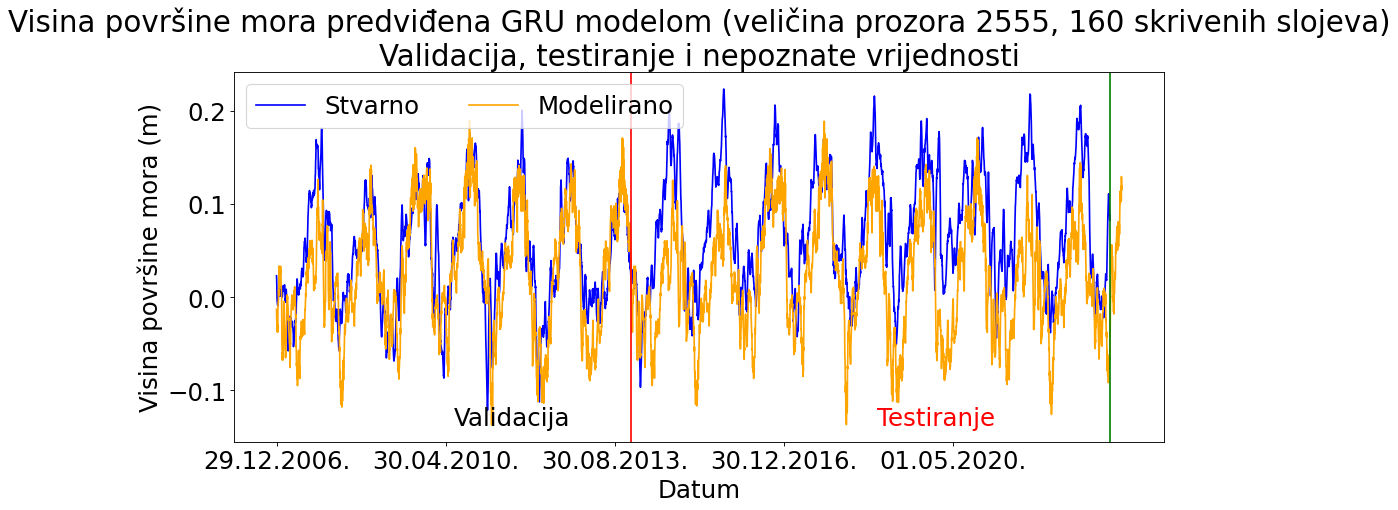 Visina površine mora predviđena GRU modelom (veličina prozora 2555, 160 skrivenih slojeva)
Validacija, testiranje i nepoznate vrijednosti
Stvarno Modelirano
Visina površine mora (m)
0.2
0.1
0.0
−0.1
Validacija Testiranje
29.12.2006. 30.04.2010. 30.08.2013. 30.12.2016. 01.05.2020.
Datum